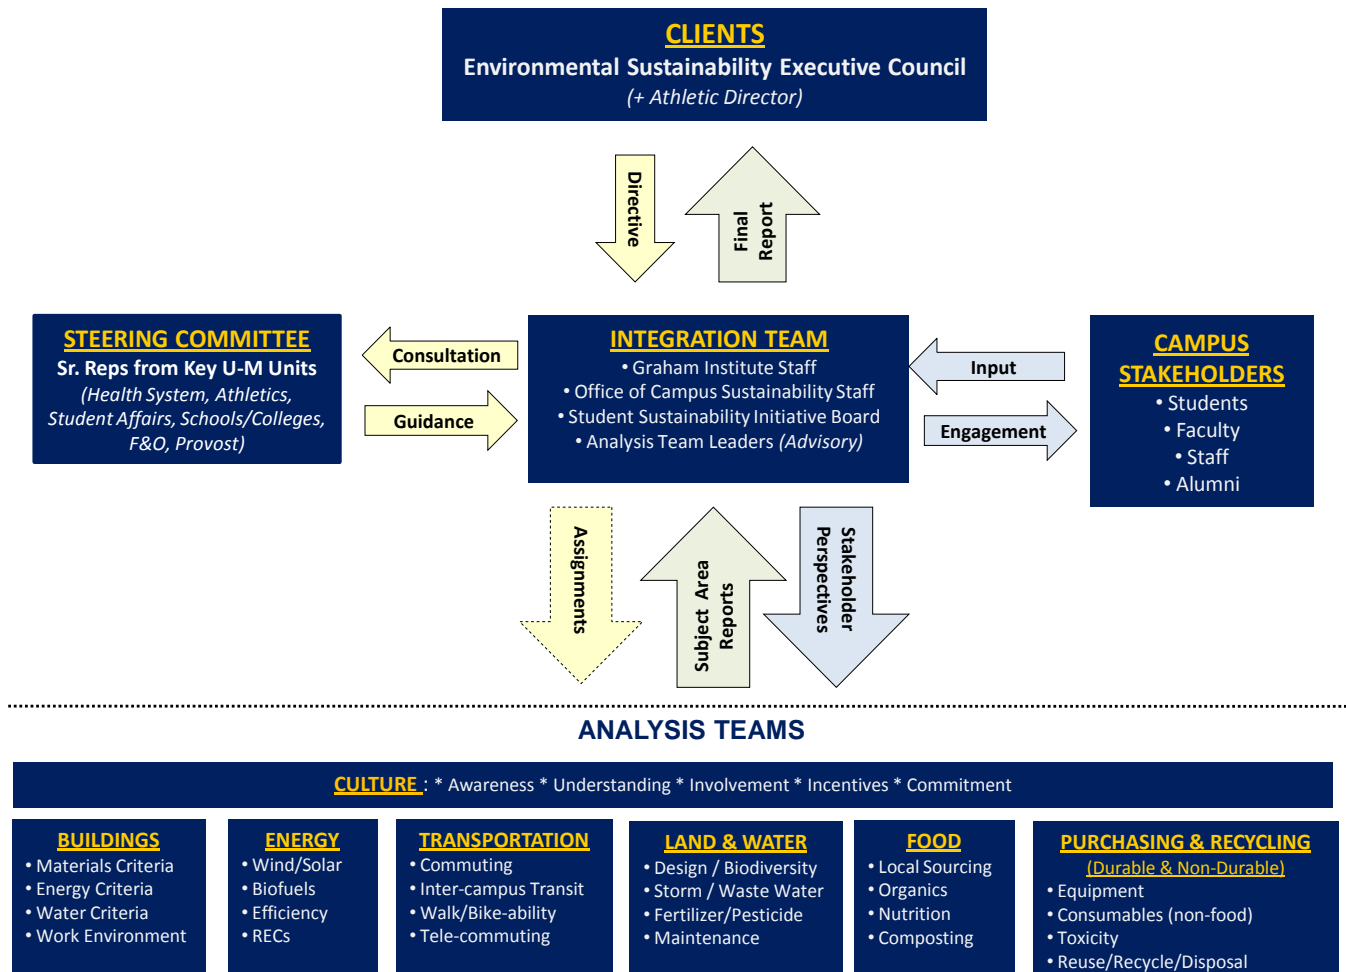 CLIENTS
Environmental Sustainability Executive Council
(+ Athletic Director)
Directive
Final
Report
STEERING COMMITTEE
Sr. Reps from Key U-M Units
(Health System, Athletics,
Student Affairs, Schools/Colleges,
F&O, Provost)
Consultation
Guidance
INTEGRATION TEAM
• Graham Institute Staff
• Office of Campus Sustainability Staff
• Student Sustainability Initiative Board
• Analysis Team Leaders (Advisory)
Input
Engagement
CAMPUS
STAKEHOLDERS
• Students
• Faculty
• Staff
• Alumni
Assignments
Subject Area
Reports
Stakeholder
Perspectives
ANALYSIS TEAMS
CULTURE : * Awareness * Understanding * Involvement * Incentives * Commitment
BUILDINGS
• Materials Criteria
• Energy Criteria
• Water Criteria
• Work Environment
ENERGY
• Wind/Solar
• Biofuels
• Efficiency
• RECs
TRANSPORTATION
• Commuting
• Inter-campus Transit
• Walk/Bike-ability
• Tele-commuting
LAND & WATER
• Design / Biodiversity
• Storm / Waste Water
• Fertilizer/Pesticide
• Maintenance
FOOD
• Local Sourcing
• Organics
• Nutrition
• Composting
PURCHASING & RECYCLING
(Durable & Non-Durable)
• Equipment
• Consumables (non-food)
• Toxicity
• Reuse/Recycle/Disposal